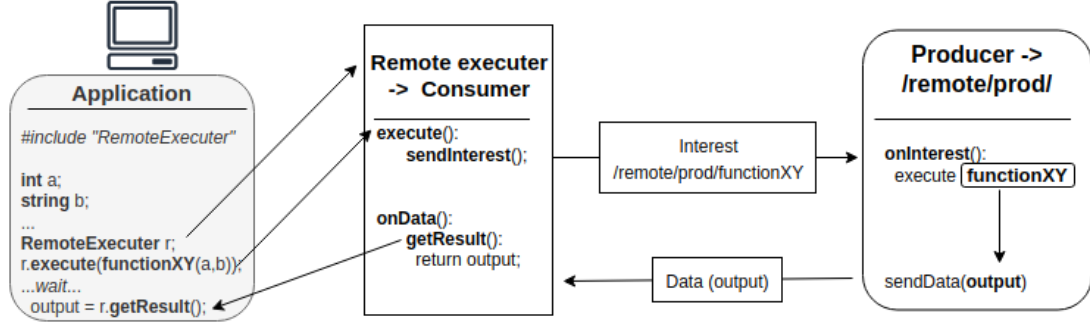 Application
#include "RemoteExecuter"
int a;
string b;
...
RemoteExecuter r;
r.execute(functionXY(a,b));
...wait...
output = r.getResult();
Remote executer
-> Consumer
execute():
sendInterest();
onData():
getResult():
return output;
Interest
/remote/prod/functionXY
Data (output)
Producer ->
/remote/prod/
onInterest():
execute functionXY
sendData(output)